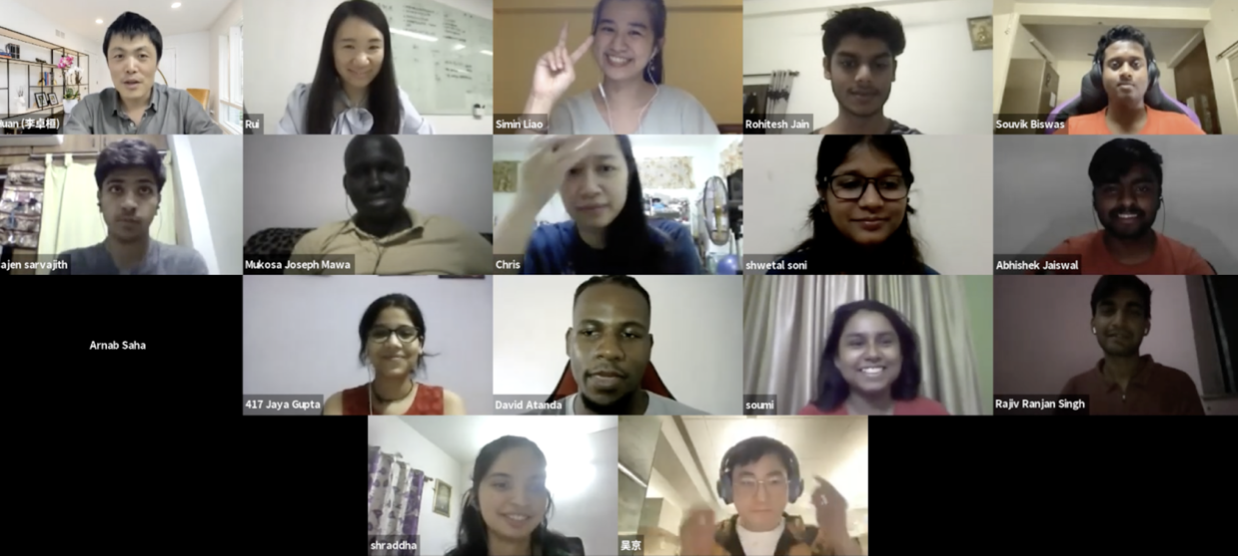 uan (李卓桓)
Rui
Simin Liao
Rohitesh Jain
Souvik Biswas
ajen sarvajith
Mukosa Joseph Mawa
Chris
shwetal soni
Abhishek Jaiswal
Arnab Saha
417 Jaya Gupta
David Atanda
soumi
Rajiv Ranjan Singh
shraddha
吴京